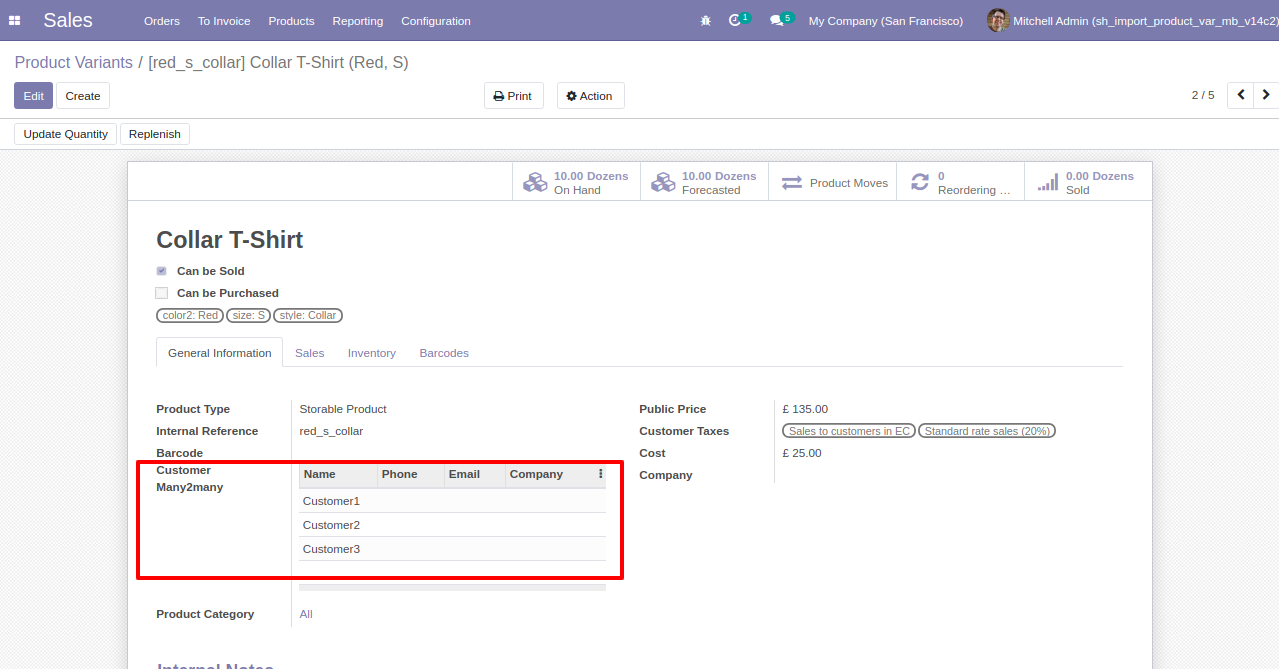 Sales Orders To Invoice Products Reporting Configuration 1 5 My Company (San Francisco) Mitchell Admin (sh_import_product_var_mb_v14c2)
Product Variants / [red_s_collar] Collar T-Shirt (Red, S)
Edit Create Print Action 2 / 5
Update Quantity Replenish
10.00 Dozens
On Hand
10.00 Dozens
Forecasted
Product Moves
0
Reordering ...
0.00 Dozens
Sold
Collar T-Shirt
Can be Sold
Can be Purchased
color2: Red size: S style: Collar
General Information Sales Inventory Barcodes
Product Type Storable Product
Internal Reference red_s_collar
Barcode
Customer Many2many
Name Phone Email Company
Customer1
Customer2
Customer3
Product Category All
Public Price £ 135.00
Customer Taxes Sales to customers in EC Standard rate sales (20%)
Cost £ 25.00
Company
Internal Notes